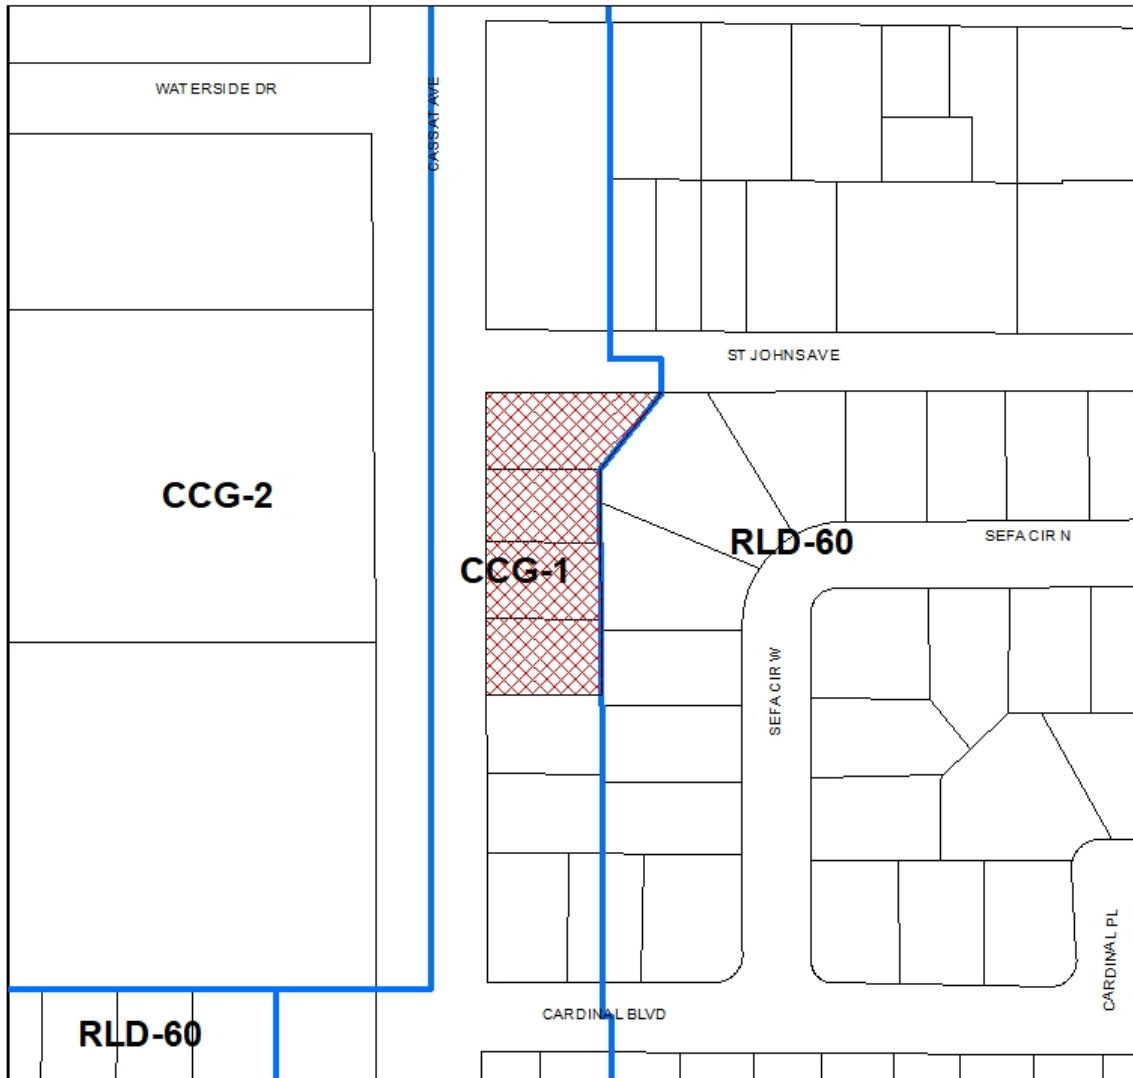 WATERSIDE DR
CASSAT AVE
ST JOHNS AVE
CCG-2
RLD-60
SEFA CIR N
CCG-1
SEFA CIR W
CARDINAL PL
CARDINAL BLVD
RLD-60